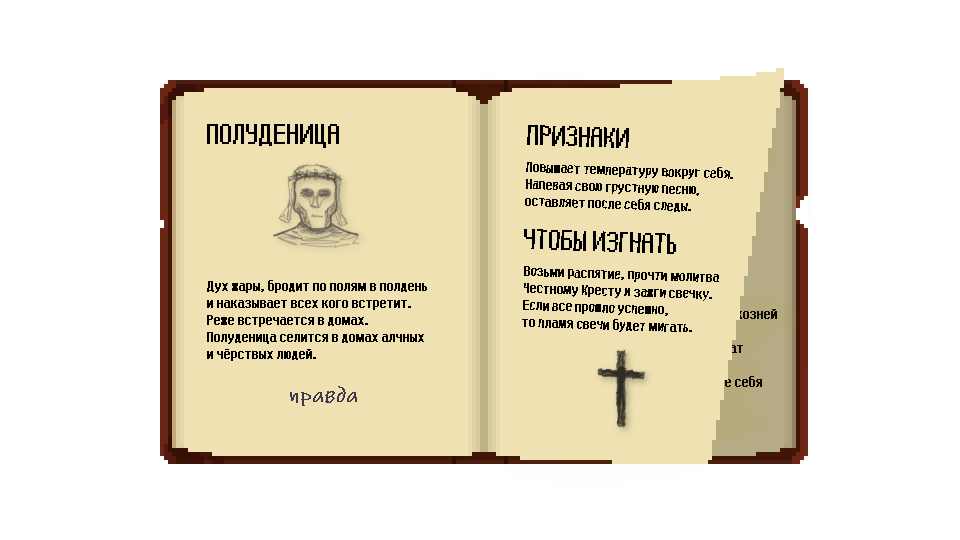 ПОЛУДЕНИЦА
Дух жары, бродит по полям в полдень
и наказывает всех кого встретит.
Реже встречается в домах.
Полуденица селится в домах алчных
и чёрствых людей.
правда
ПРИЗНАКИ
Повышает температуру вокруг себя.
Напевая свою грустную песню,
оставляет после себя следы.
ЧТОБЫ ИЗГНАТЬ
Возьми распятие, прочти молитва
Честному Кресту и зажги свечку.
Если все прошло успешно,
то пламя свечи будет мигать.
козней
ат
е себя